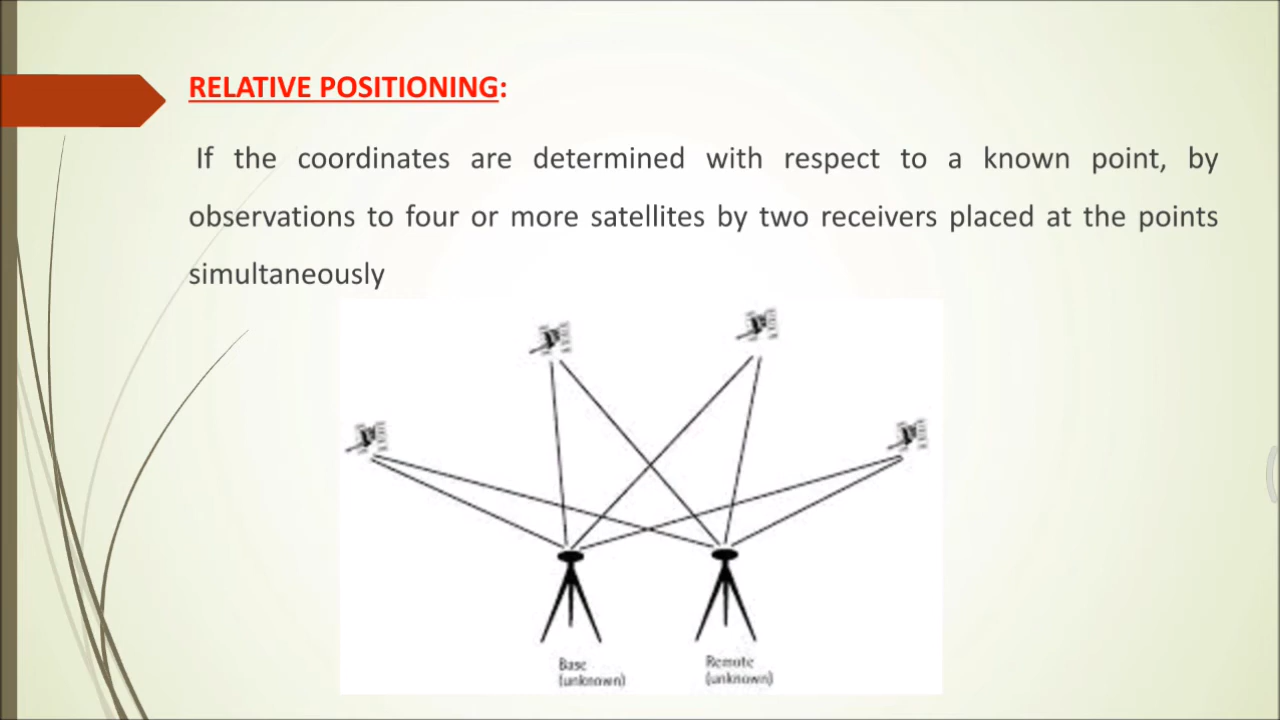 RELATIVE POSITIONING:
If the coordinates are determined with respect to a known point, by
observations to four or more satellites by two receivers placed at the points
simultaneously
Base
(unknown)
Remote
(unknown)